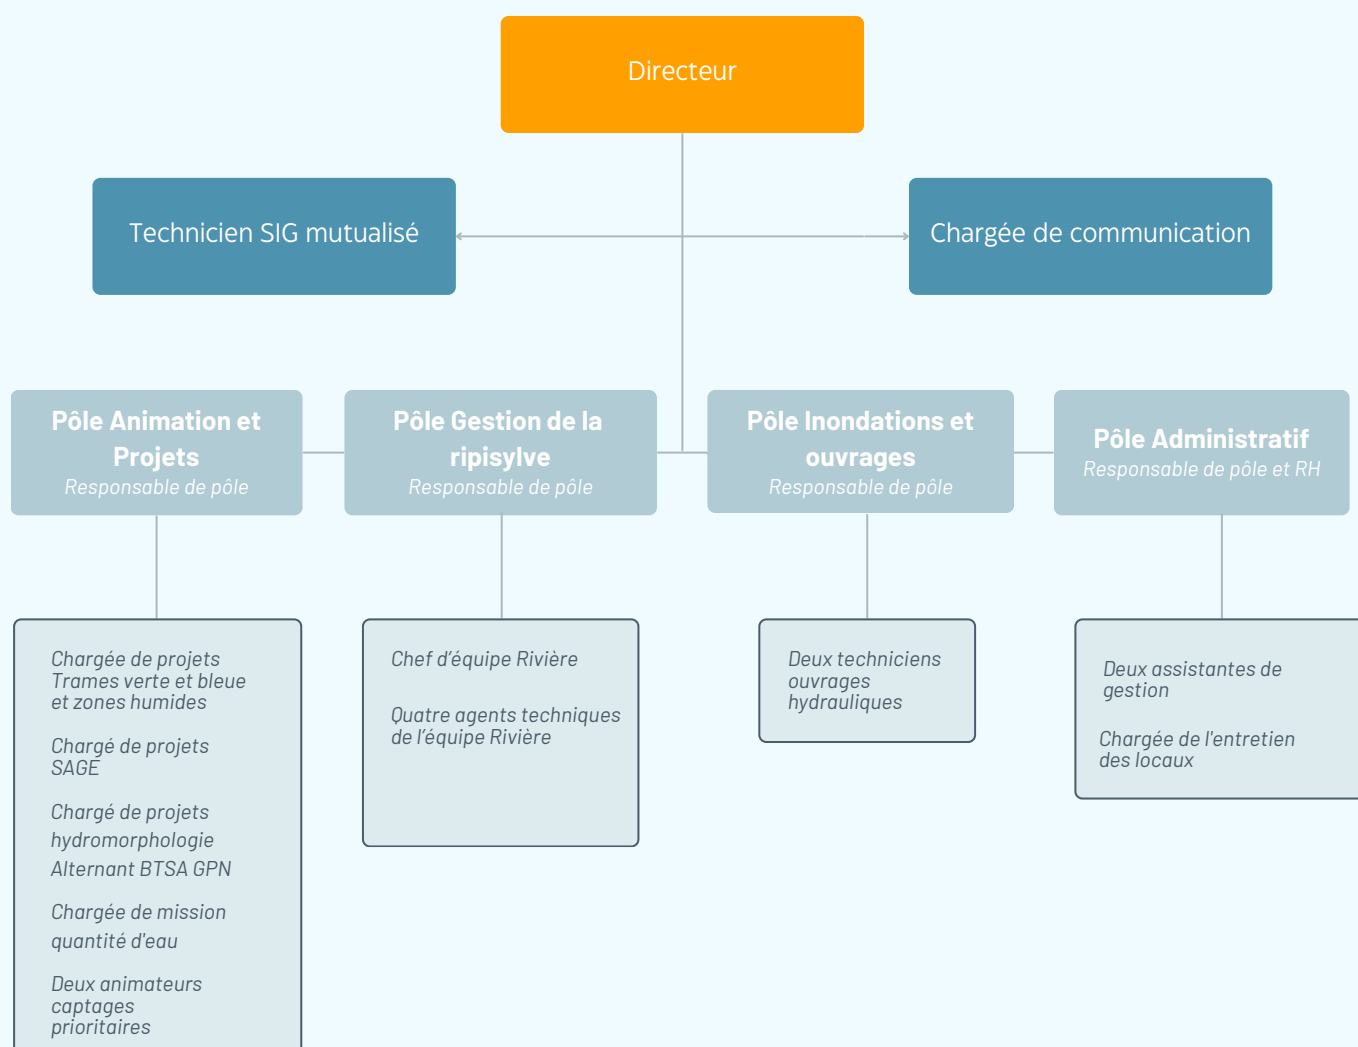 Directeur
Technicien SIG mutualisé
Chargée de communication
Pôle Animation et
Projets
Responsable de pôle
Pôle Gestion de la
ripisylve
Responsable de pôle
Pôle Inondations et
ouvrages
Responsable de pôle
Pôle Administratif
Responsable de pôle et RH
Chargée de projets
Trames verte et bleue
et zones humides
Chargé de projets
SAGE
Chargé de projets
hydromorphologie
Alternant BTSA GPN
Chargée de mission
quantité d'eau
Deux animateurs
captages
prioritaires
Chef d’équipe Rivière
Quatre agents techniques
de l’équipe Rivière
Deux techniciens
ouvrages
hydrauliques
Deux assistantes de
gestion
Chargée de l'entretien
des locaux